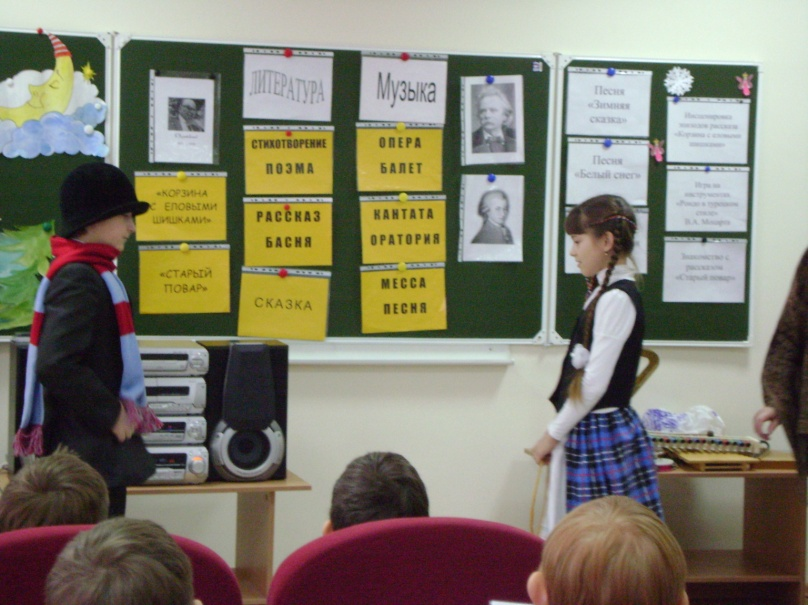 ЛИТЕРАТУРА
Музыка
СТИХОТВОРЕНИЕ
ПОЭМА
ОПЕРА
БАЛЕТ
«КОРЗИНА
С ЕЛОВЫМИ
ШИШКАМИ»
РАССКАЗ
БАСНЯ
КАНТАТА
ОРАТОРИЯ
«СТАРЫЙ
ПОВАР»
СКАЗКА
МЕССА
ПЕСНЯ
Песня
«Зимняя
сказка»
Песня
«Белый снег»
Инсценировка
эпизодов рассказа
«Корзина с еловыми
шишками»
Игра на
инструментах
«Рондо в турецком
стиле»
В.А. Моцарта
Знакомство с
рассказом
«Старый повар»